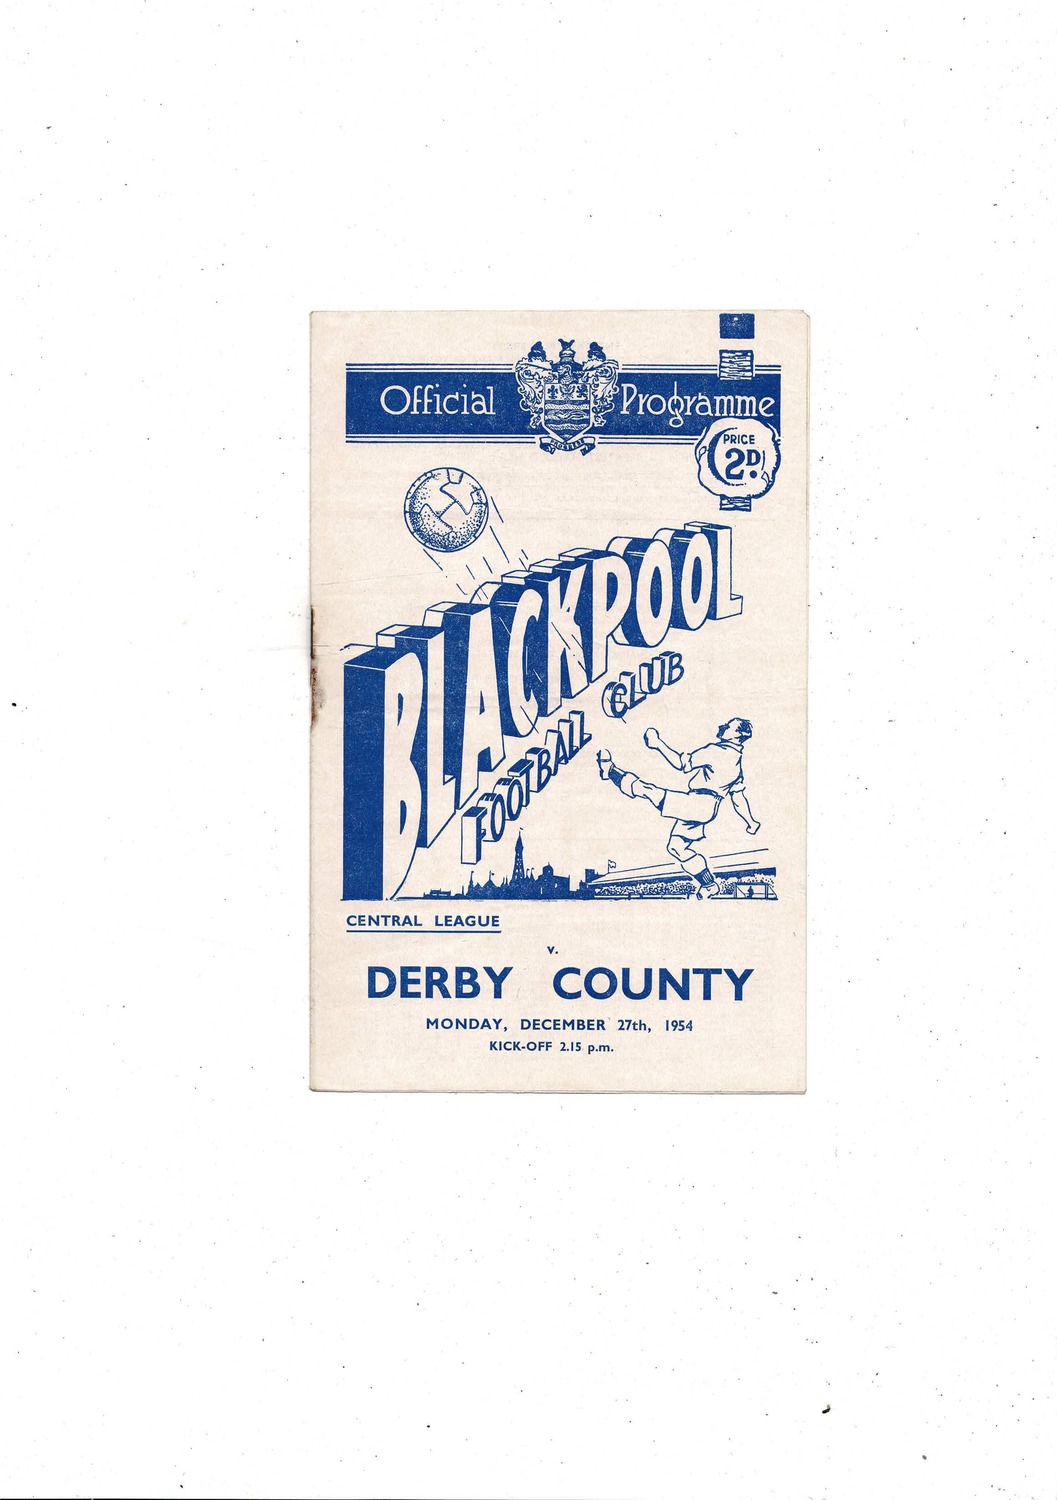 Official Programme
PROGRESS
PRICE
2D.
BLACKPOOL
FOOTBALL CLUB
CENTRAL LEAGUE
v.
DERBY COUNTY
MONDAY, DECEMBER 27th, 1954
KICK-OFF 2.15 p.m.